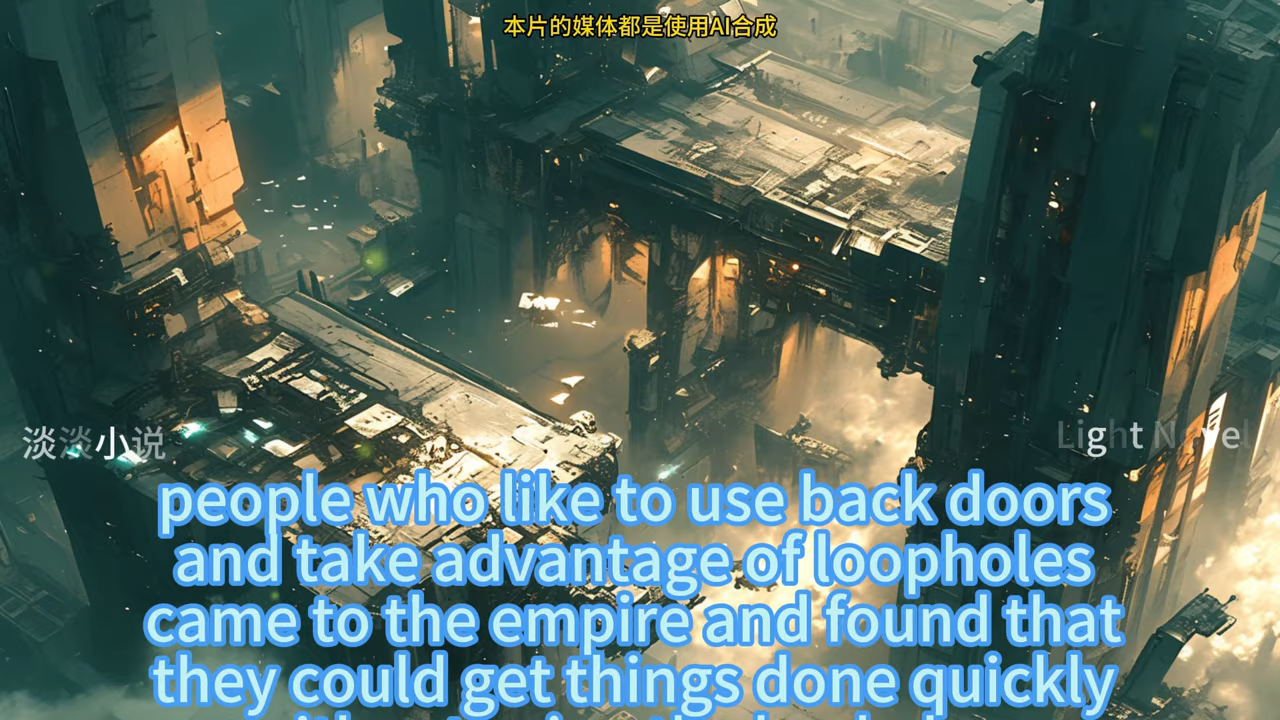 本片的媒体都是使用AI合成
淡淡小说
Light Novel
people who like to use back doors
and take advantage of loopholes
came to the empire and found that
they could get things done quickly